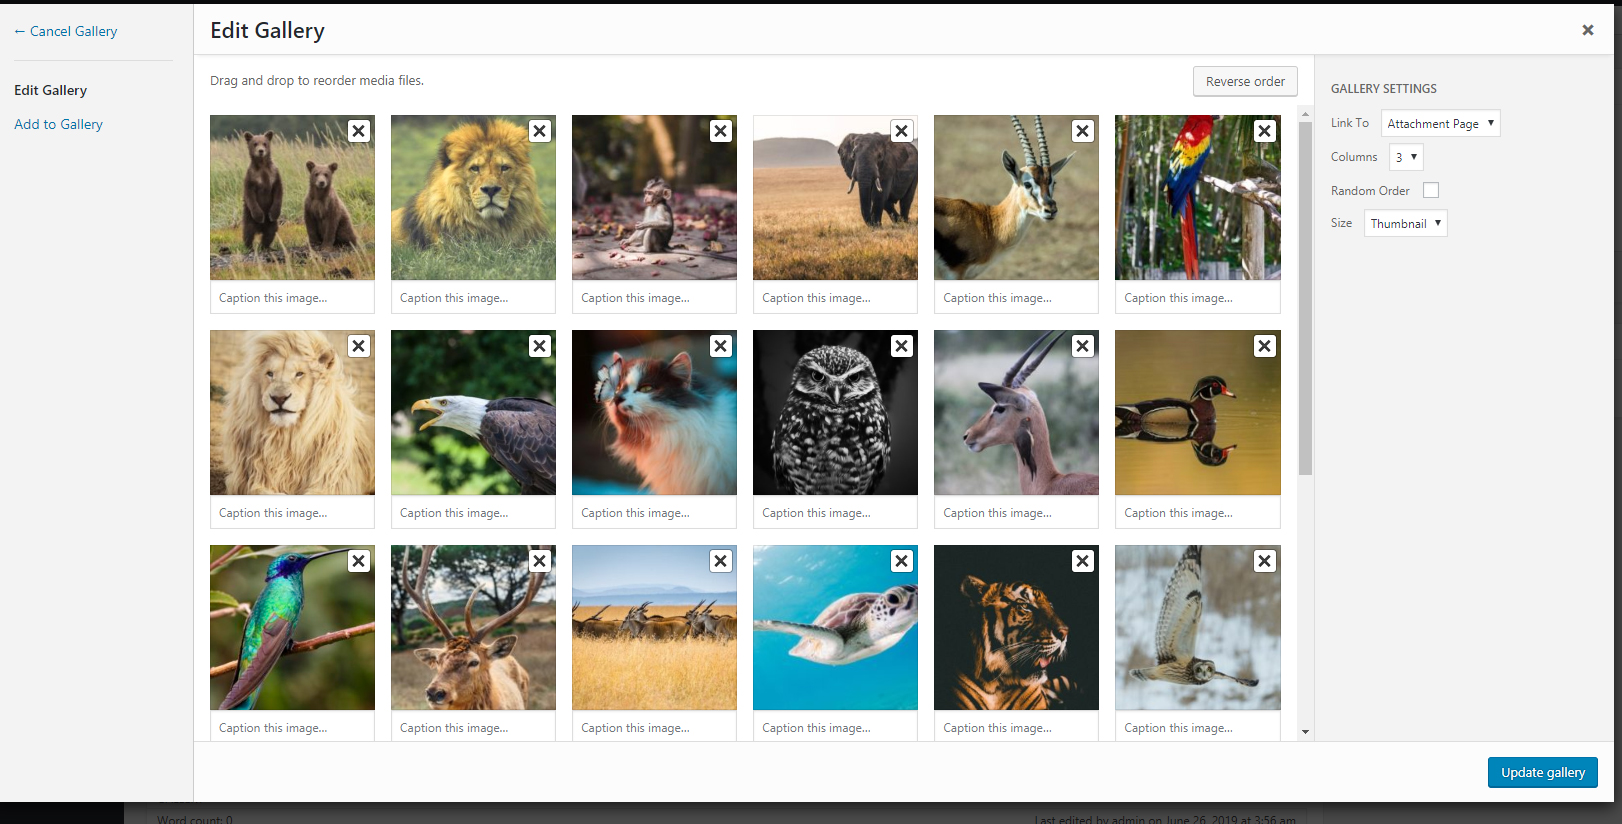 ← Cancel Gallery
Edit Gallery
Add to Gallery
Edit Gallery
Drag and drop to reorder media files.
Reverse order
Caption this image... Caption this image... Caption this image... Caption this image... Caption this image... Caption this image...
Caption this image... Caption this image... Caption this image... Caption this image... Caption this image... Caption this image...
Caption this image... Caption this image... Caption this image... Caption this image... Caption this image... Caption this image...
GALLERY SETTINGS
Link To Attachment Page
Columns 3
Random Order
Size Thumbnail
Update gallery
Word count: 0
Last edited by admin on June 26, 2019 at 3:56 am